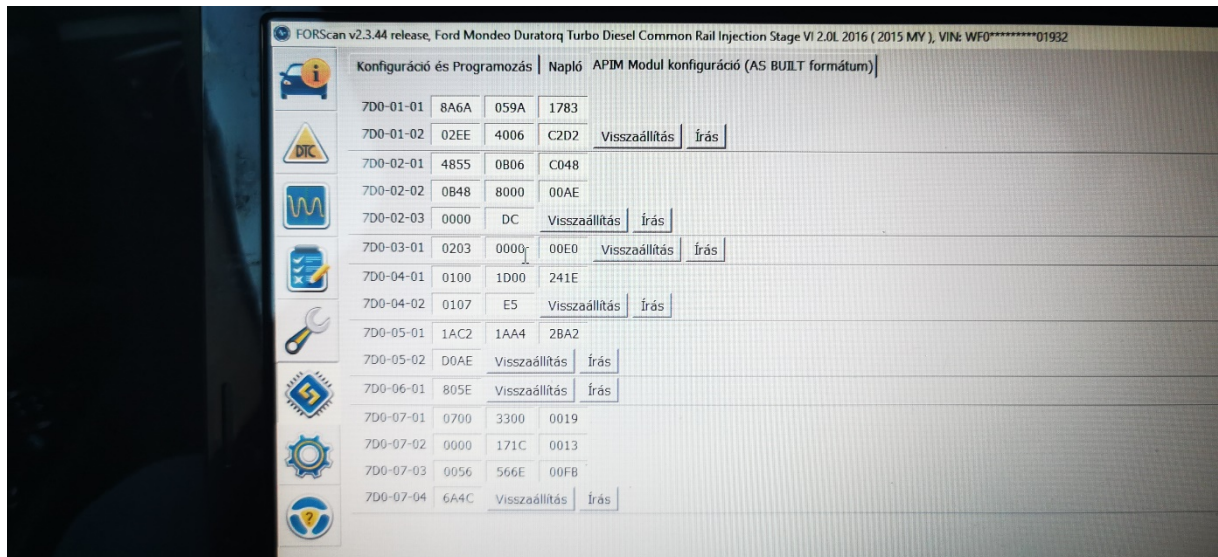 FORScan v2.3.44 release, Ford Mondeo Duratorq Turbo Diesel Common Rail Injection Stage VI 2.0L 2016 ( 2015 MY ), VIN: WF0*********01932
Konfiguráció és Programozás Napló APIM Modul konfiguráció (AS BUILT formátum)
7D0-01-01 8A6A 059A 1783
7D0-01-02 02EE 4006 C2D2 Visszaállítás Írás
DTC
7D0-02-01 4855 0B06 C048
7D0-02-02 0B48 8000 00AE
7D0-02-03 0000 DC Visszaállítás Írás
7D0-03-01 0203 0000 00E0 Visszaállítás Írás
7D0-04-01 0100 1D00 241E
7D0-04-02 0107 E5 Visszaállítás Írás
7D0-05-01 1AC2 1AA4 2BA2
7D0-05-02 D0AE Visszaállítás Írás
7D0-06-01 805E Visszaállítás Írás
7D0-07-01 0700 3300 0019
7D0-07-02 0000 171C 0013
7D0-07-03 0056 566E 00FB
7D0-07-04 6A4C Visszaállítás Írás